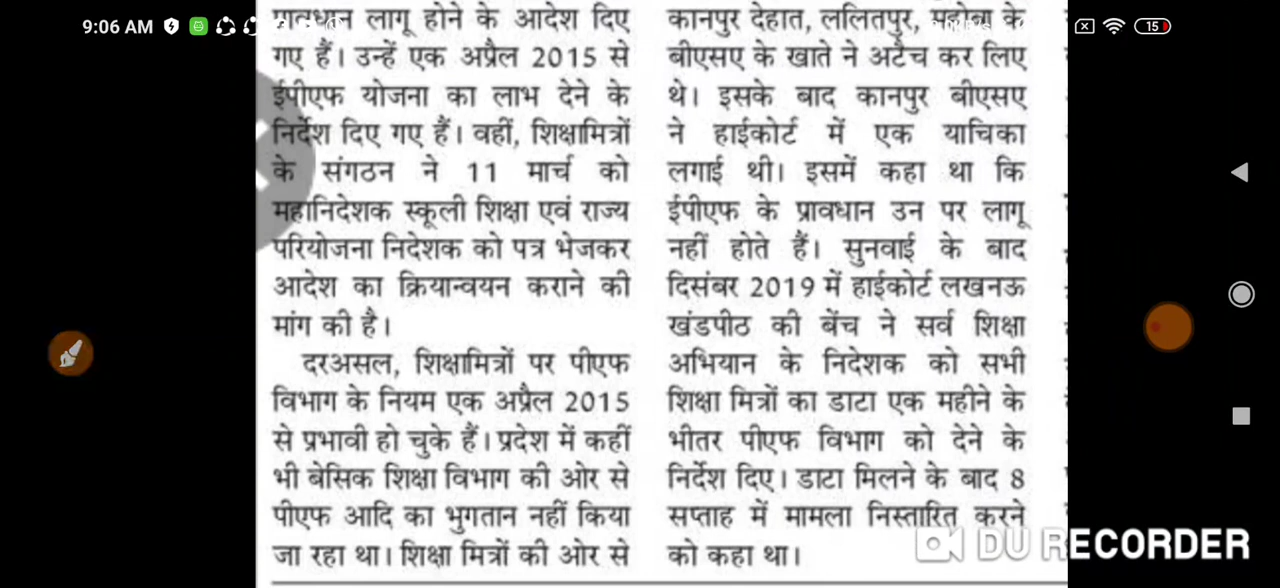 9:06 AM
15
प्रावधान लागू होने के आदेश दिए
गए हैं। उन्हें एक अप्रैल 2015 से
ईपीएफ योजना का लाभ देने के
निर्देश दिए गए हैं। वहीं, शिक्षामित्रों
के संगठन ने 11 मार्च को
महानिदेशक स्कूली शिक्षा एवं राज्य
परियोजना निदेशक को पत्र भेजकर
आदेश का क्रियान्वयन कराने की
मांग की है।
दरअसल, शिक्षामित्रों पर पीएफ
विभाग के नियम एक अप्रैल 2015
से प्रभावी हो चुके हैं। प्रदेश में कहीं
भी बेसिक शिक्षा विभाग की ओर से
पीएफ आदि का भुगतान नहीं किया
जा रहा था। शिक्षा मित्रों की ओर से
कानपुर देहात, ललितपुर, के
बीएसए के खाते ने अटैच कर लिए
थे। इसके बाद कानपुर बीएसए
ने हाईकोर्ट में एक याचिका
लगाई थी। इसमें कहा था कि
ईपीएफ के प्रावधान उन पर लागू
नहीं होते हैं। सुनवाई के बाद
दिसंबर 2019 में हाईकोर्ट लखनऊ
खंडपीठ की बेंच ने सर्व शिक्षा
अभियान के निदेशक को सभी
शिक्षा मित्रों का डाटा एक महीने के
भीतर पीएफ विभाग को देने के
निर्देश दिए। डाटा मिलने के बाद 8
सप्ताह में मामला निस्तारित करने
को कहा था।
DU RECORDER